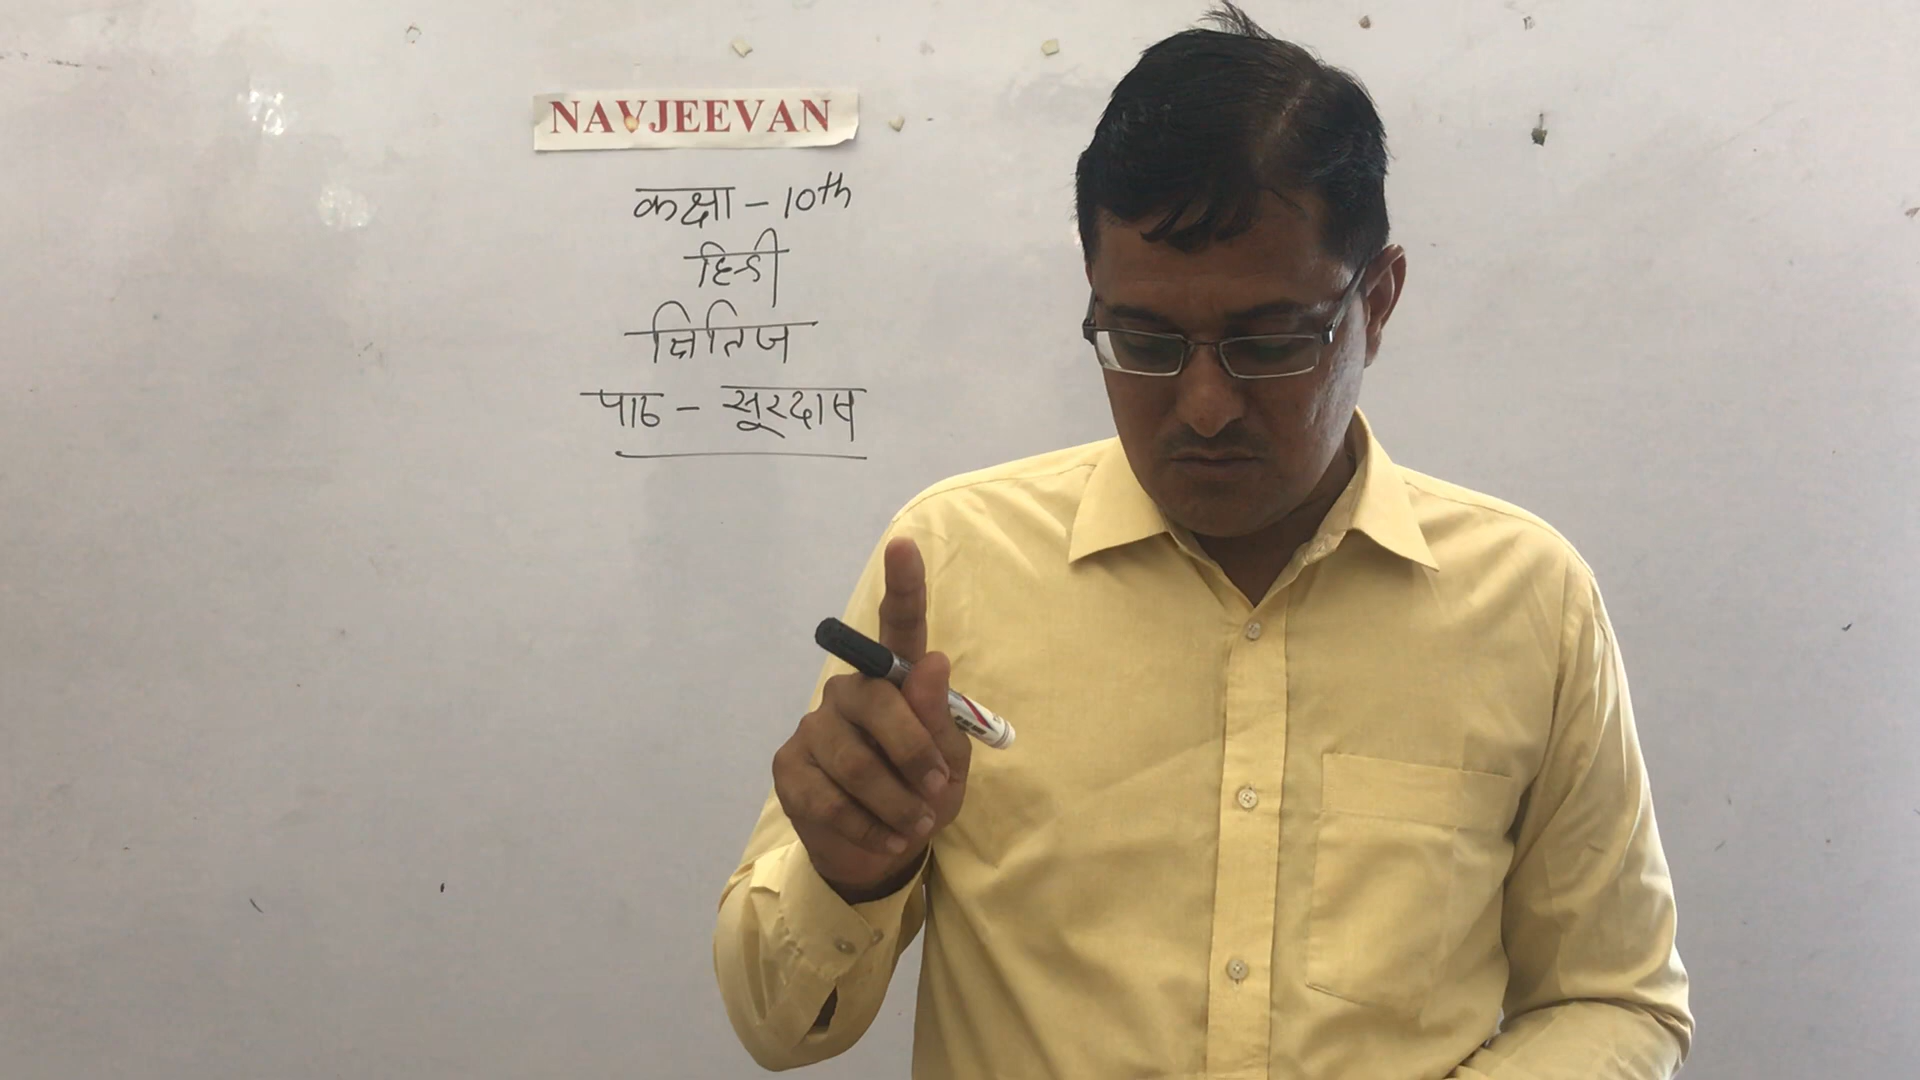 NAVJEEVAN
कक्षा - 10th
हिन्दी
क्षितिज
पाठ - सूरदास